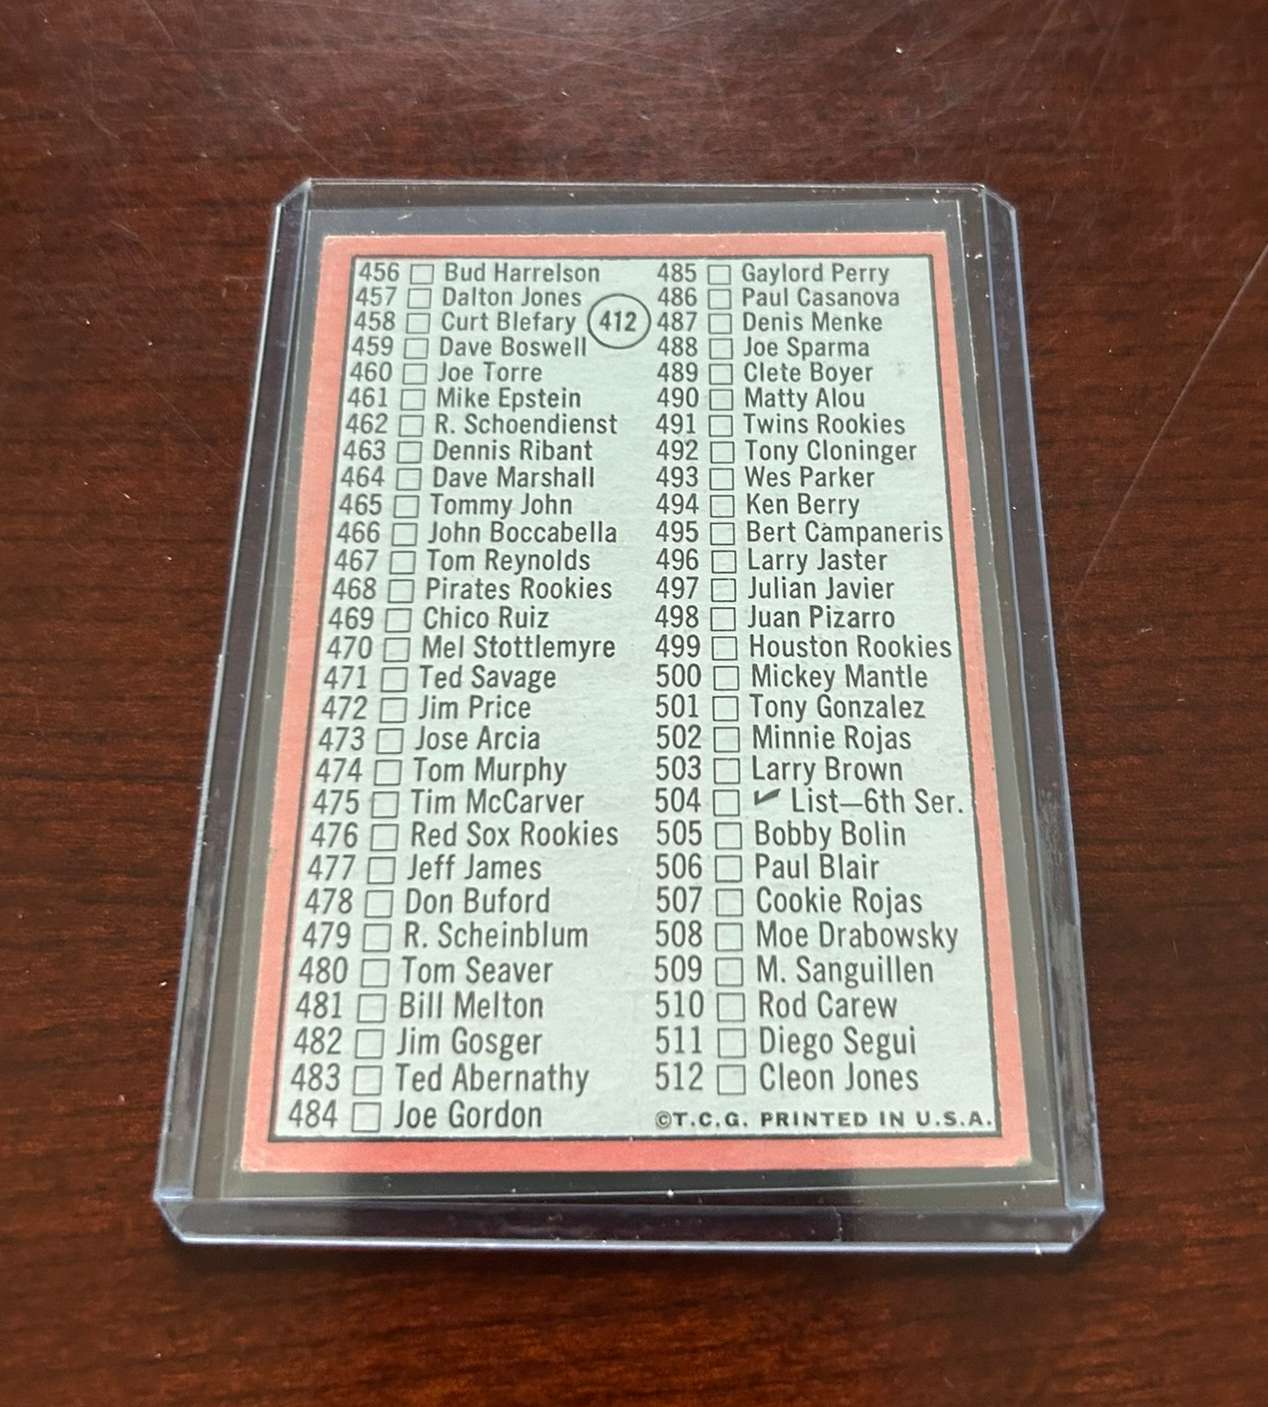 456 Bud Harrelson
457 Dalton Jones
458 Curt Blefary
459 Dave Boswell
460 Joe Torre
461 Mike Epstein
462 R. Schoendienst
463 Dennis Ribant
464 Dave Marshall
465 Tommy John
466 John Boccabella
467 Tom Reynolds
468 Pirates Rookies
469 Chico Ruiz
470 Mel Stottlemyre
471 Ted Savage
472 Jim Price
473 Jose Arcia
474 Tom Murphy
475 Tim McCarver
476 Red Sox Rookies
477 Jeff James
478 Don Buford
479 R. Scheinblum
480 Tom Seaver
481 Bill Melton
482 Jim Gosger
483 Ted Abernathy
484 Joe Gordon
412
485 Gaylord Perry
486 Paul Casanova
487 Denis Menke
488 Joe Sparma
489 Clete Boyer
490 Matty Alou
491 Twins Rookies
492 Tony Cloninger
493 Wes Parker
494 Ken Berry
495 Bert Campaneris
496 Larry Jaster
497 Julian Javier
498 Juan Pizarro
499 Houston Rookies
500 Mickey Mantle
501 Tony Gonzalez
502 Minnie Rojas
503 Larry Brown
504 ✓ List—6th Ser.
505 Bobby Bolin
506 Paul Blair
507 Cookie Rojas
508 Moe Drabowsky
509 M. Sanguillen
510 Rod Carew
511 Diego Segui
512 Cleon Jones
©T.C.G. PRINTED IN U.S.A.